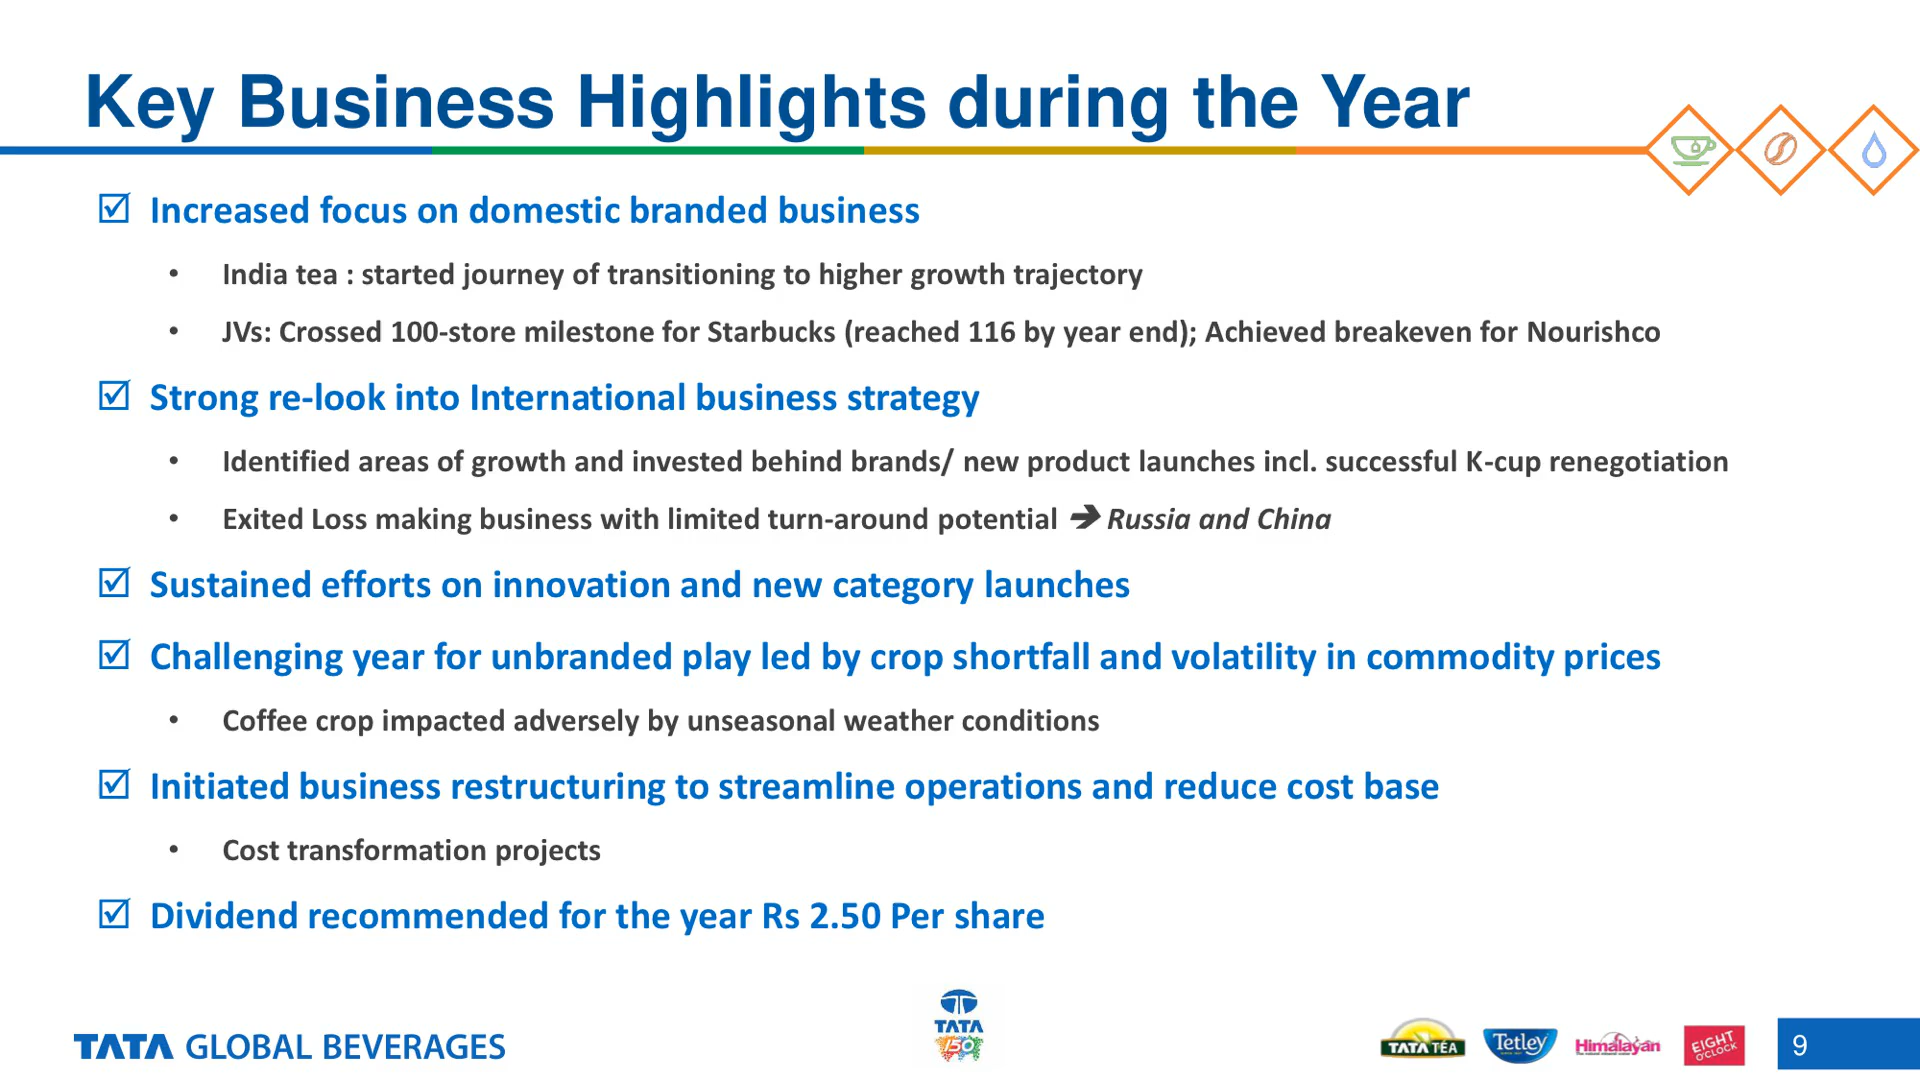 Key Business Highlights during the Year
Increased focus on domestic branded business
• India tea : started journey of transitioning to higher growth trajectory
• JVs: Crossed 100-store milestone for Starbucks (reached 116 by year end); Achieved breakeven for Nourishco
Strong re-look into International business strategy
• Identified areas of growth and invested behind brands/ new product launches incl. successful K-cup renegotiation
• Exited Loss making business with limited turn-around potential ➔ Russia and China
Sustained efforts on innovation and new category launches
Challenging year for unbranded play led by crop shortfall and volatility in commodity prices
• Coffee crop impacted adversely by unseasonal weather conditions
Initiated business restructuring to streamline operations and reduce cost base
• Cost transformation projects
Dividend recommended for the year Rs 2.50 Per share
TATA GLOBAL BEVERAGES
TATA
150
TATA TEA
Tetley
Himalayan
EIGHT
O'CLOCK
9